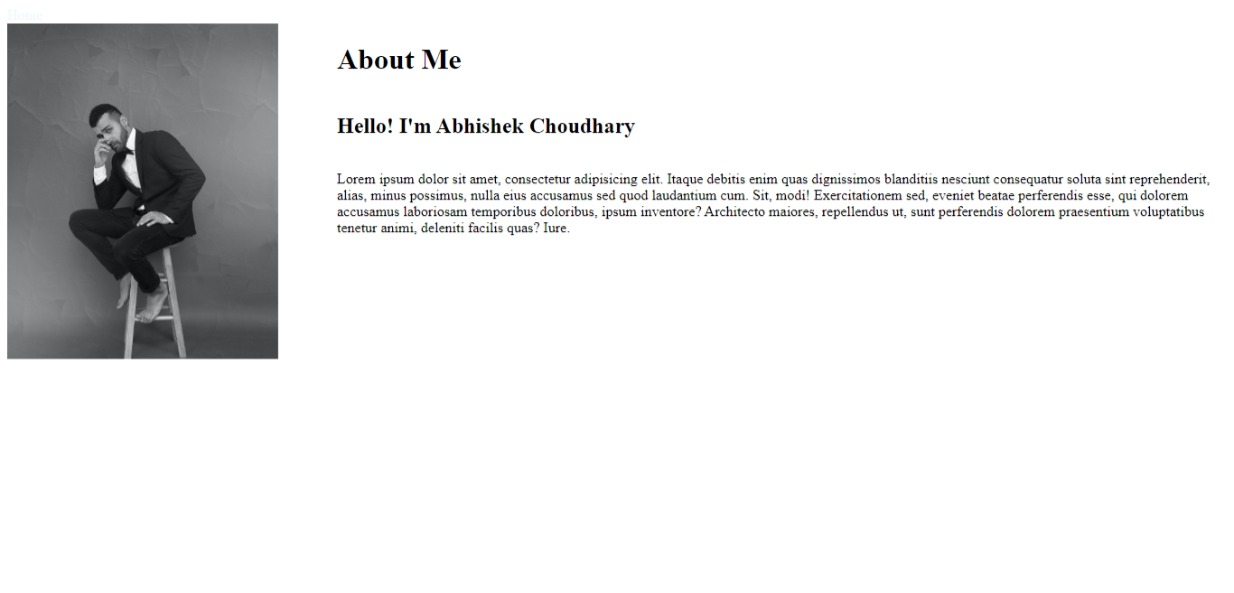 Home
About Me
Hello! I'm Abhishek Choudhary
Lorem ipsum dolor sit amet, consectetur adipisicing elit. Itaque debitis enim quas dignissimos blanditiis nesciunt consequatur soluta sint reprehenderit,
alias, minus possimus, nulla eius accusamus sed quod laudantium cum. Sit, modi! Exercitationem sed, eveniet beatae perferendis esse, qui dolorem
accusamus laboriosam temporibus doloribus, ipsum inventore? Architecto maiores, repellendus ut, sunt perferendis dolorem praesentium voluptatibus
tenetur animi, deleniti facilis quas? Iure.